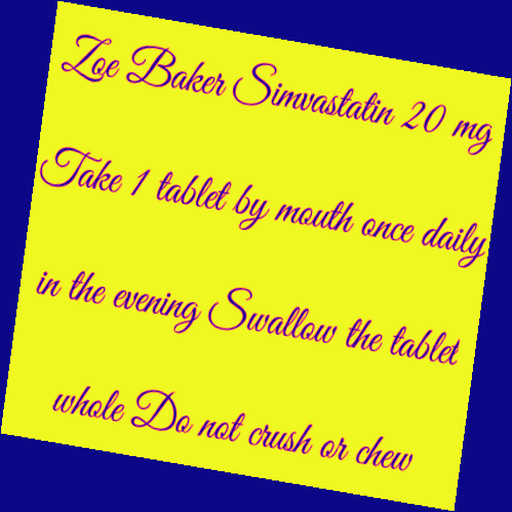 Zoe Baker Simvastatin 20 mg
Take 1 tablet by mouth once daily
in the evening Swallow the tablet
whole Do not crush or chew